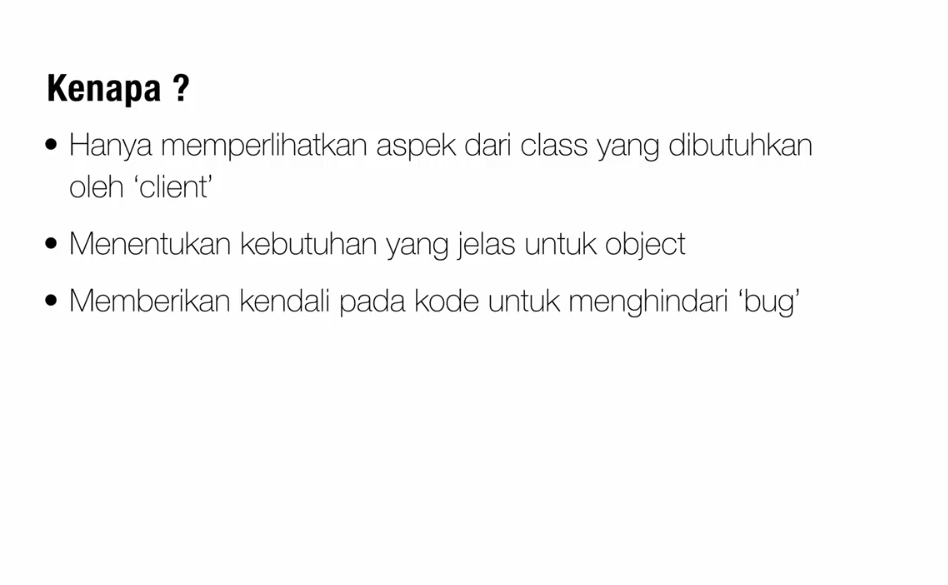 Kenapa ?
• Hanya memperlihatkan aspek dari class yang dibutuhkan
oleh ‘client’
• Menentukan kebutuhan yang jelas untuk object
• Memberikan kendali pada kode untuk menghindari ‘bug’